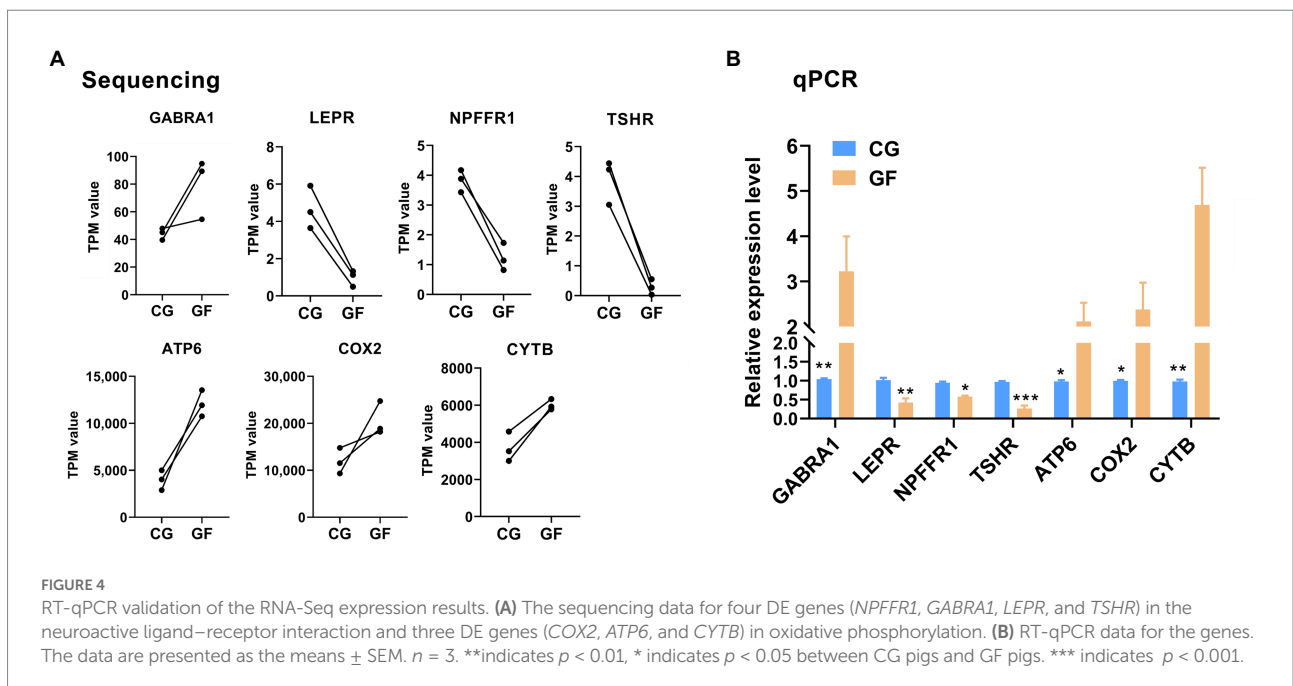 A
Sequencing
GABRA1
TPM value
100
80
60
40
20
0
CG GF
LEPR
TPM value
8
6
4
2
0
CG GF
NPFFR1
TPM value
5
4
3
2
1
0
CG GF
TSHR
TPM value
5
4
3
2
1
0
CG GF
ATP6
TPM value
15,000
10,000
5,000
0
CG GF
COX2
TPM value
30,000
20,000
10,000
0
CG GF
CYTB
TPM value
8000
6000
4000
2000
0
CG GF
B
qPCR
Relative expression level
6
5
4
3
2
2.0
1.5
1.0
0.5
0.0
CG
GF
** ** * *** * * **
GABRA1 LEPR NPFFR1 TSHR ATP6 COX2 CYTB
FIGURE 4
RT-qPCR validation of the RNA-Seq expression results. (A) The sequencing data for four DE genes (NPFFR1, GABRA1, LEPR, and TSHR) in the
neuroactive ligand–receptor interaction and three DE genes (COX2, ATP6, and CYTB) in oxidative phosphorylation. (B) RT-qPCR data for the genes.
The data are presented as the means ± SEM. n = 3. **indicates p < 0.01, * indicates p < 0.05 between CG pigs and GF pigs. *** indicates p < 0.001.